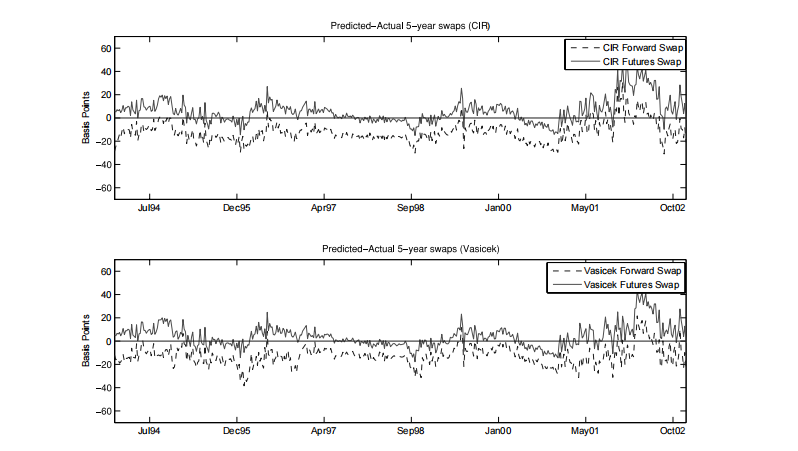 Predicted−Actual 5−year swaps (CIR)
60
40
20
0
−20
−40
−60
Basis Points
CIR Forward Swap
CIR Futures Swap
Jul94 Dec95 Apr97 Sep98 Jan00 May01 Oct02
Predicted−Actual 5−year swaps (Vasicek)
60
40
20
0
−20
−40
−60
Basis Points
Vasicek Forward Swap
Vasicek Futures Swap
Jul94 Dec95 Apr97 Sep98 Jan00 May01 Oct02